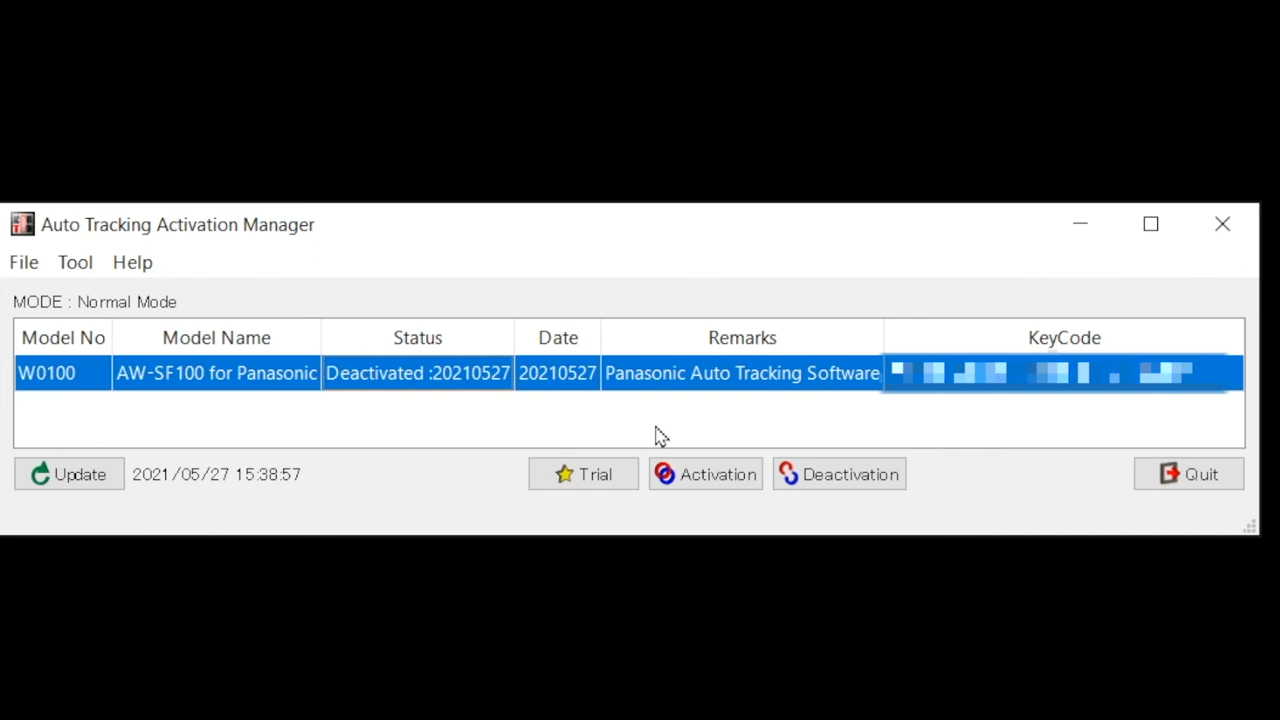 Auto Tracking Activation Manager
File Tool Help
MODE : Normal Mode
Model No Model Name Status Date Remarks KeyCode
W0100 AW-SF100 for Panasonic Deactivated :20210527 20210527 Panasonic Auto Tracking Software
Update 2021/05/27 15:38:57 Trial Activation Deactivation Quit